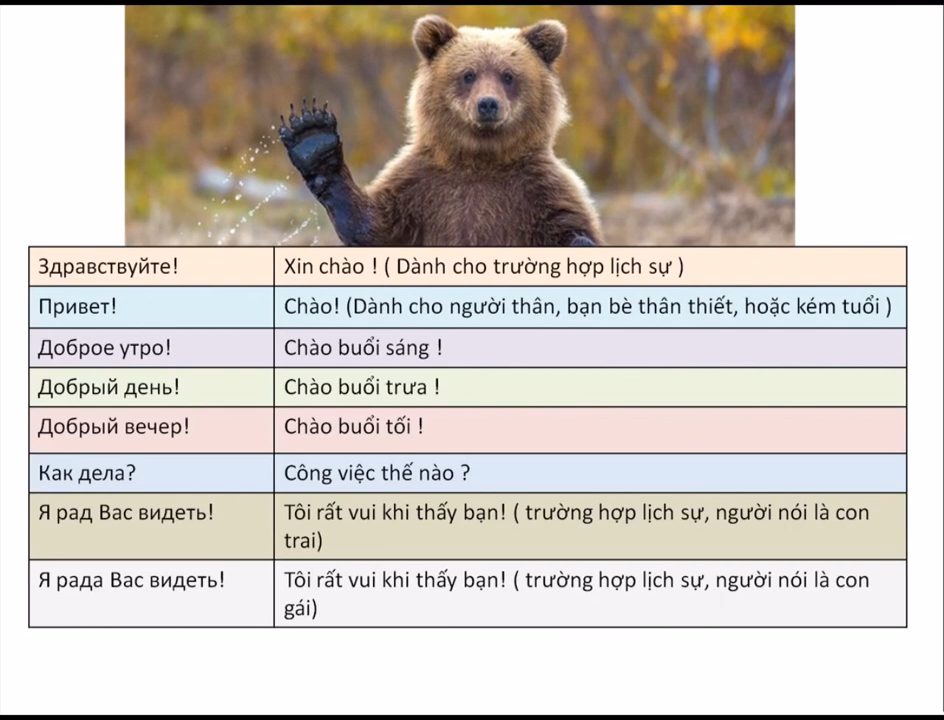 Здравствуйте!
Xin chào ! ( Dành cho trường hợp lịch sự )
Привет!
Chào! (Dành cho người thân, bạn bè thân thiết, hoặc kém tuổi )
Доброе утро!
Chào buổi sáng !
Добрый день!
Chào buổi trưa !
Добрый вечер!
Chào buổi tối !
Как дела?
Công việc thế nào ?
Я рад Вас видеть!
Tôi rất vui khi thấy bạn! ( trường hợp lịch sự, người nói là con
trai)
Я рада Вас видеть!
Tôi rất vui khi thấy bạn! ( trường hợp lịch sự, người nói là con
gái)